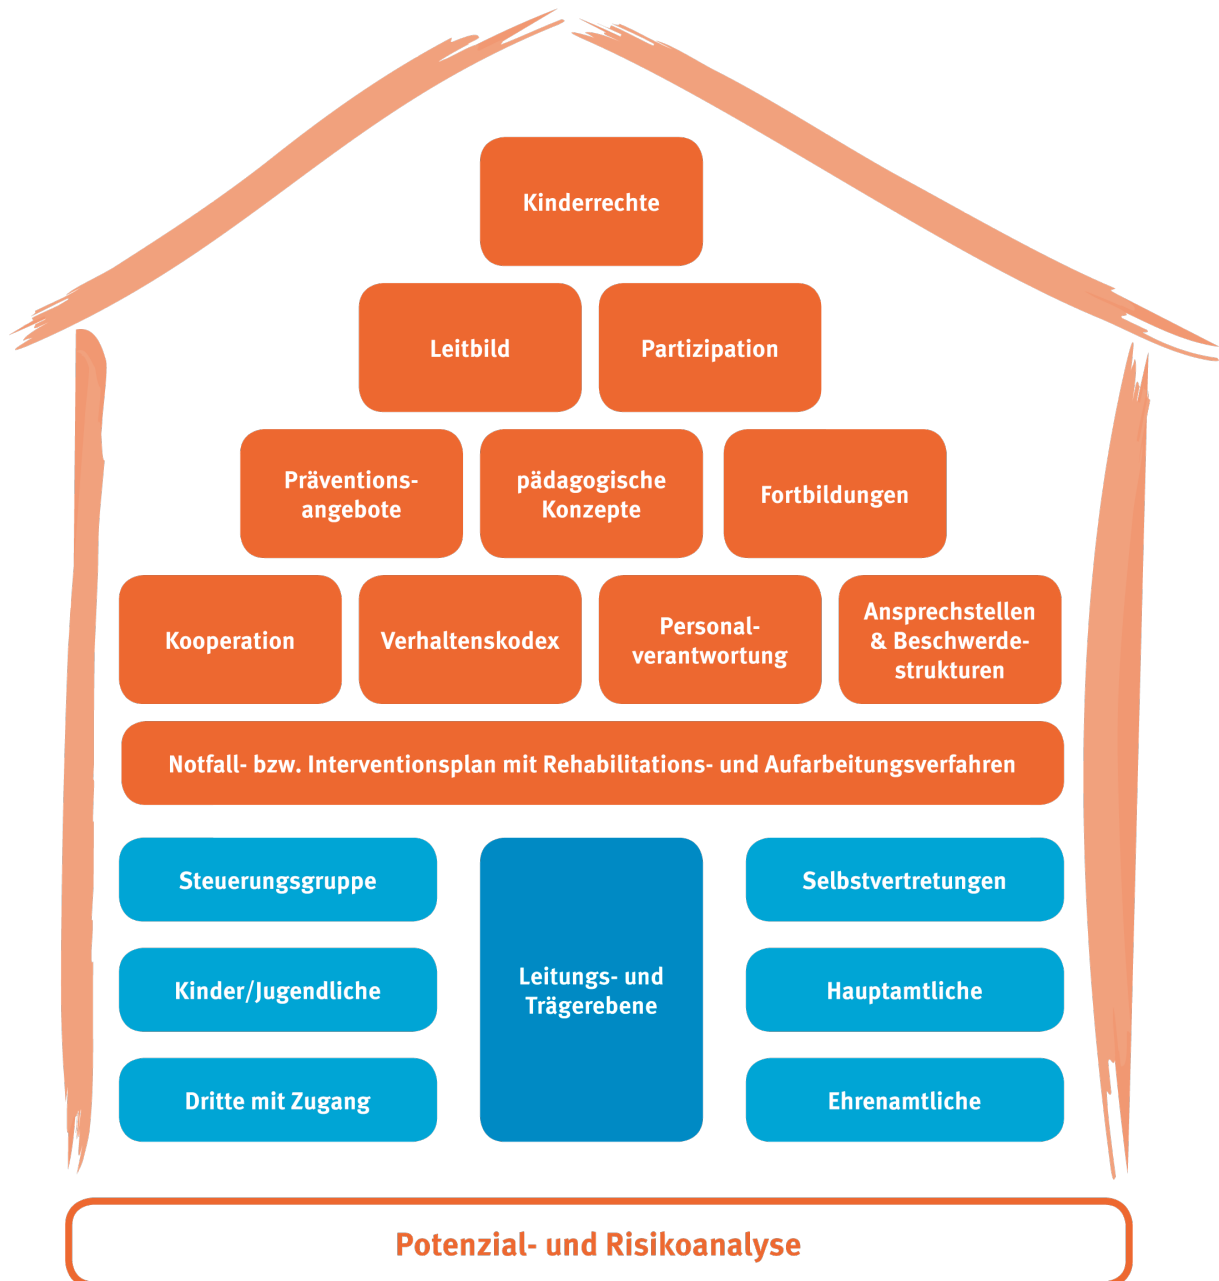 Kinderrechte
Leitbild
Partizipation
Präventions-
angebote
pädagogische
Konzepte
Fortbildungen
Kooperation
Verhaltenskodex
Personal-
verantwortung
Ansprechstellen
& Beschwerde-
strukturen
Notfall- bzw. Interventionsplan mit Rehabilitations- und Aufarbeitungsverfahren
Steuerungsgruppe
Kinder/Jugendliche
Dritte mit Zugang
Leitungs- und
Trägerebene
Selbstvertretungen
Hauptamtliche
Ehrenamtliche
Potenzial- und Risikoanalyse